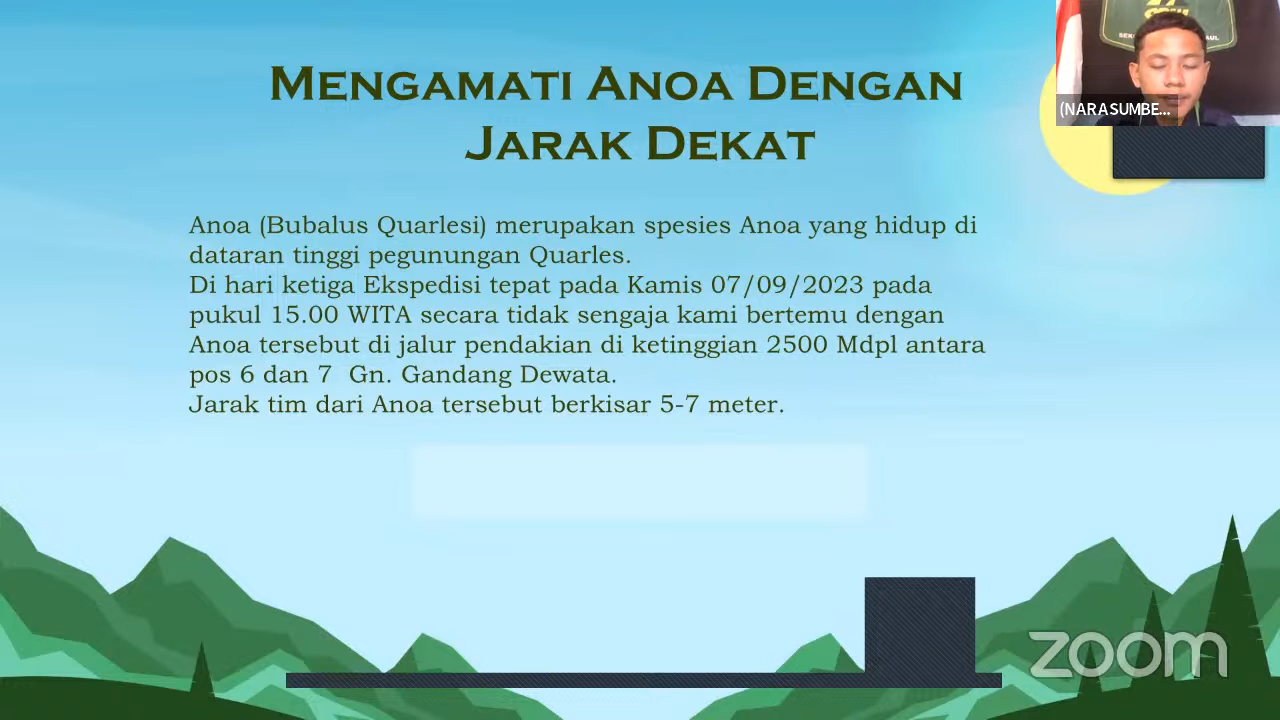 MENGAMATI ANOA DENGAN
JARAK DEKAT
(NARASUMBE...
Anoa (Bubalus Quarlesi) merupakan spesies Anoa yang hidup di
dataran tinggi pegunungan Quarles.
Di hari ketiga Ekspedisi tepat pada Kamis 07/09/2023 pada
pukul 15.00 WITA secara tidak sengaja kami bertemu dengan
Anoa tersebut di jalur pendakian di ketinggian 2500 Mdpl antara
pos 6 dan 7  Gn. Gandang Dewata.
Jarak tim dari Anoa tersebut berkisar 5-7 meter.
zoom